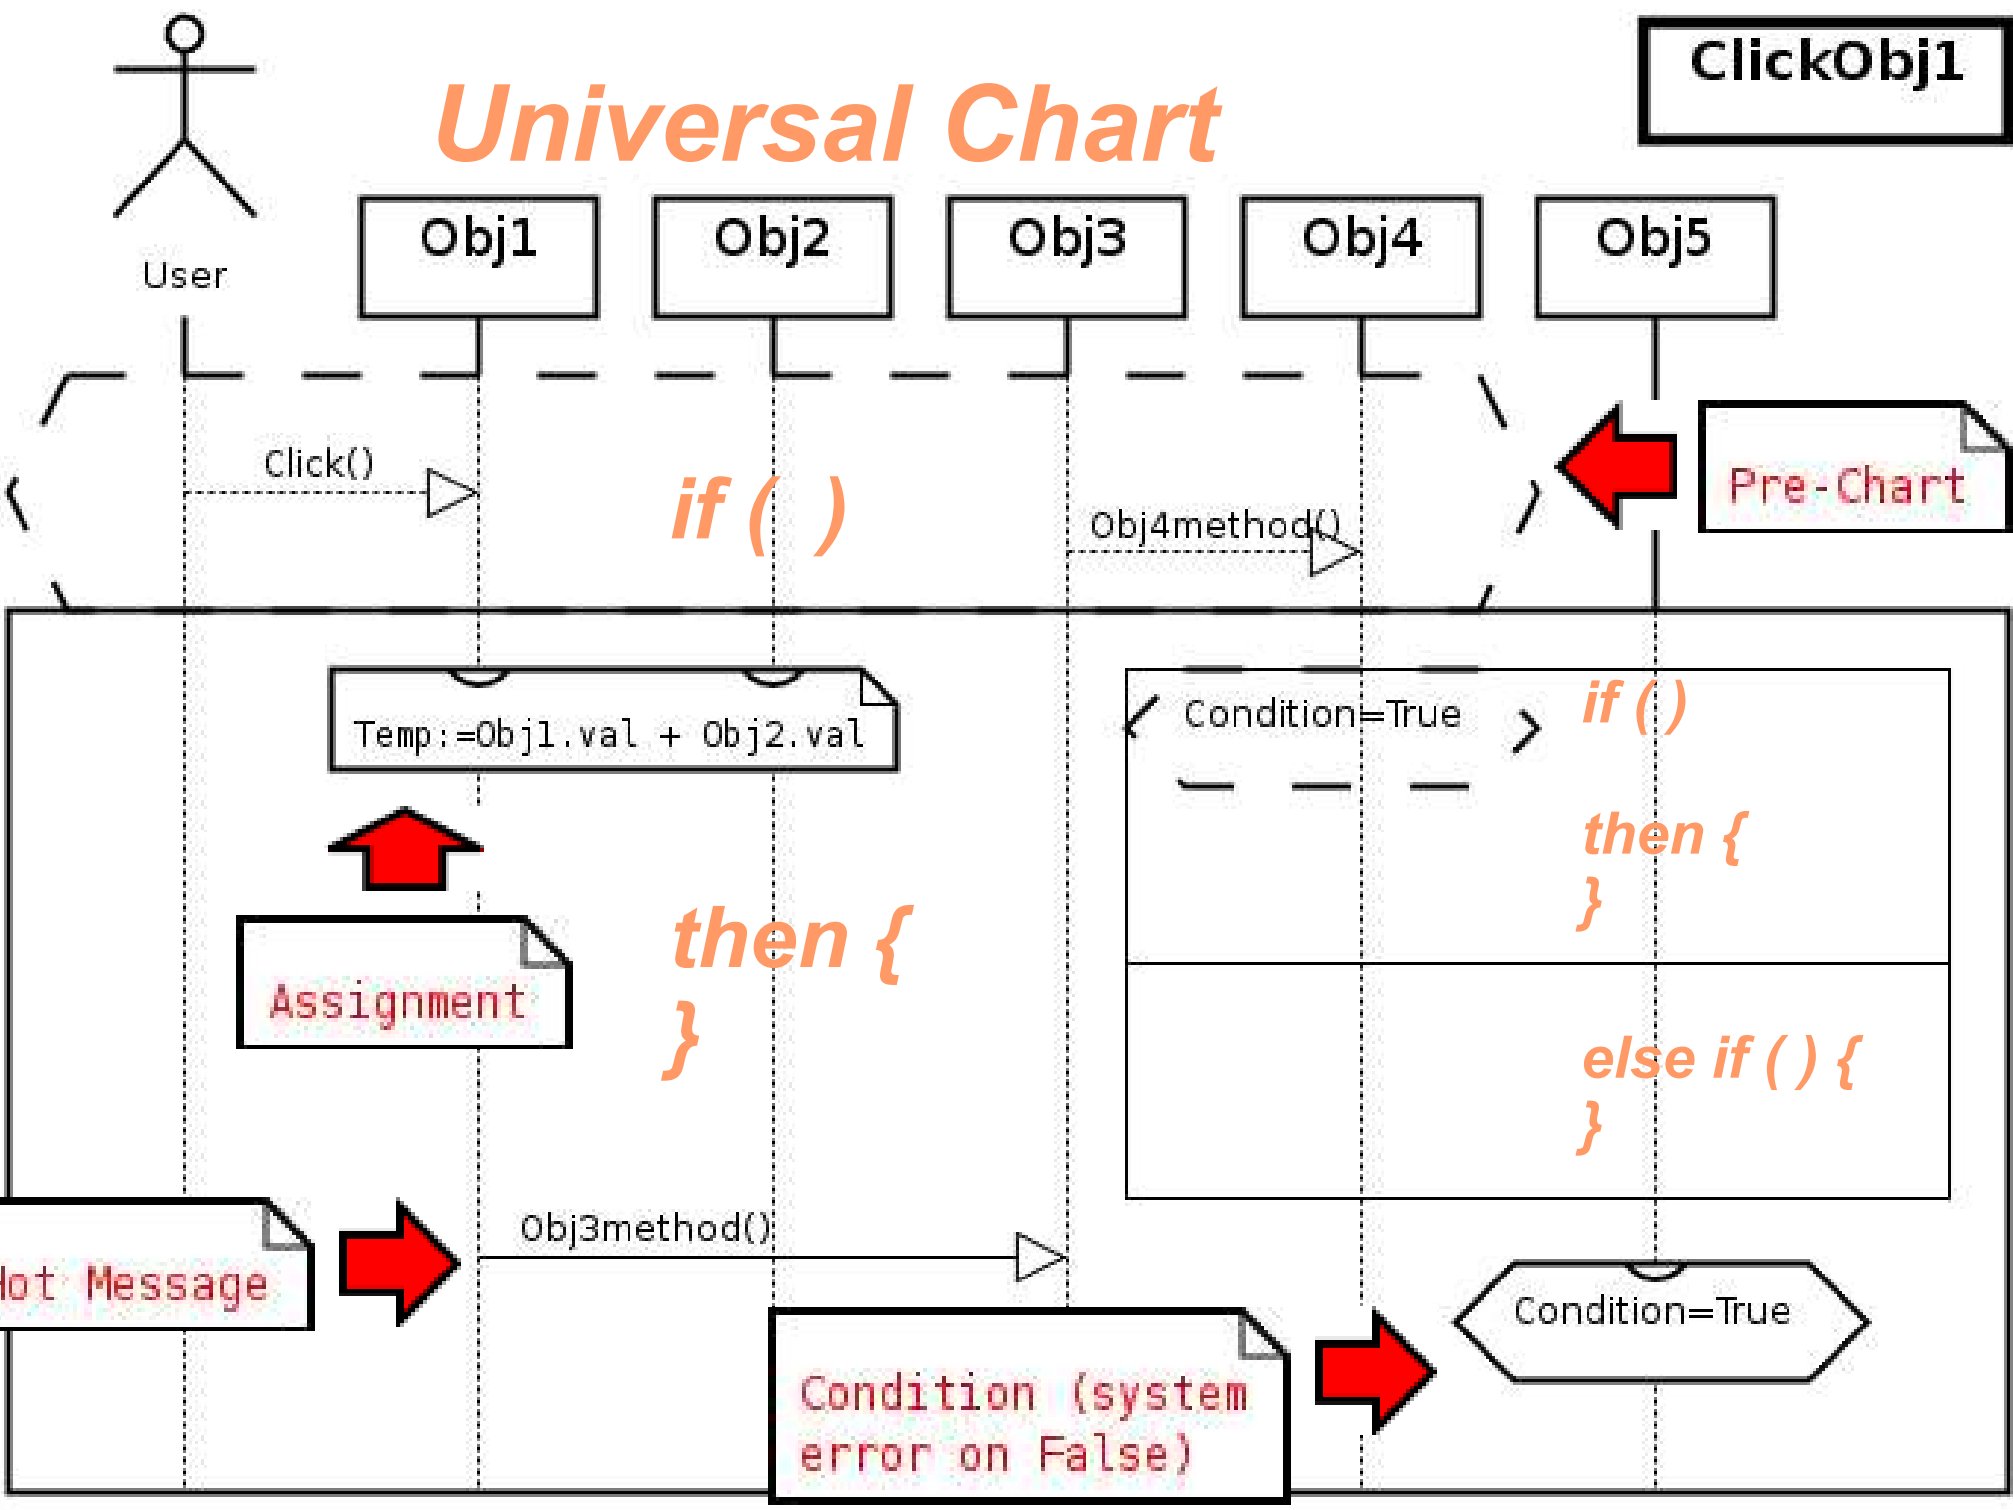 ClickObj1
Universal Chart
User
Obj1
Obj2
Obj3
Obj4
Obj5
Click()
if ( )
Obj4method()
Pre-Chart
Temp:=Obj1.val + Obj2.val
Condition=True
if ( )
then {
}
Assignment
then {
}
else if ( ) {
}
Hot Message
Obj3method()
Condition=True
Condition (system
error on False)